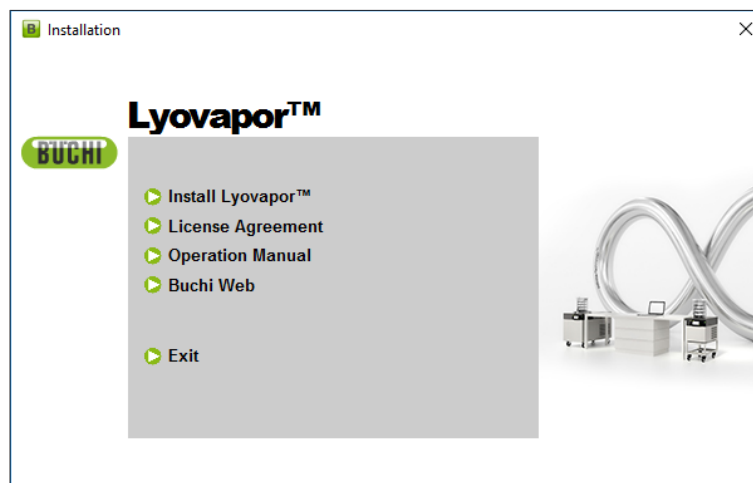 B Installation
Lyovapor™
BUCHI
Install Lyovapor™
License Agreement
Operation Manual
Buchi Web
Exit